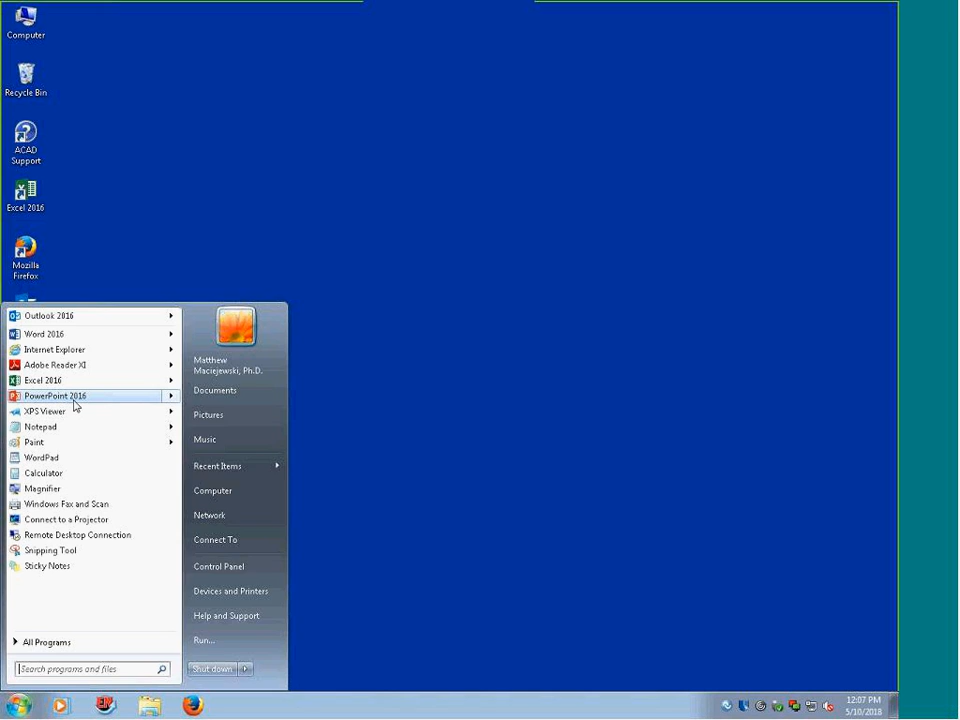 Computer
Recycle Bin
ACAD
Support
Excel 2016
Mozilla
Firefox
Outlook 2016
Word 2016
Internet Explorer
Adobe Reader XI
Excel 2016
PowerPoint 2016
XPS Viewer
Notepad
Paint
WordPad
Calculator
Magnifier
Windows Fax and Scan
Connect to a Projector
Remote Desktop Connection
Snipping Tool
Sticky Notes
All Programs
Search programs and files
Matthew
Maciejewski, Ph.D.
Documents
Pictures
Music
Recent Items
Computer
Network
Connect To
Control Panel
Devices and Printers
Help and Support
Run...
Shut down
12:07 PM
5/10/2018